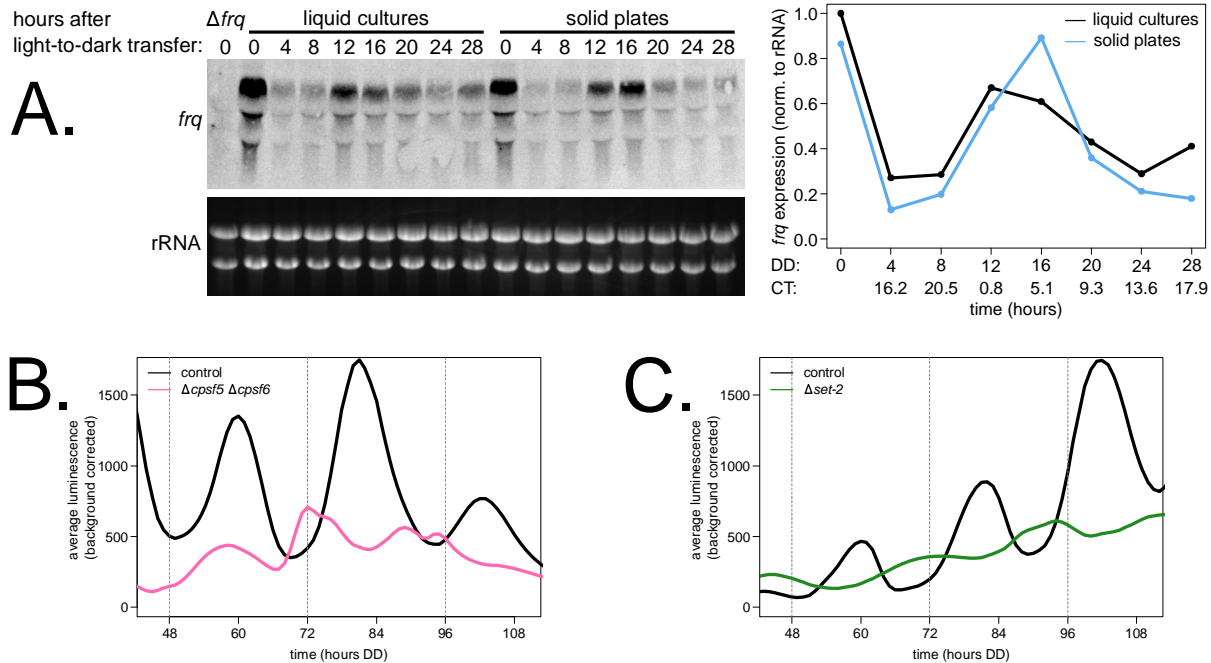 hours after Δfrq liquid cultures solid plates
light-to-dark transfer: 0 0 4 8 12 16 20 24 28 0 4 8 12 16 20 24 28
A.
frq
rRNA
frq expression (norm. to rRNA)
1.0
0.8
0.6
0.4
0.2
0.0
liquid cultures
solid plates
DD: 0 4 8 12 16 20 24 28
CT: 16.2 20.5 0.8 5.1 9.3 13.6 17.9
time (hours)
B.
average luminescence
(background corrected)
1500
1000
500
0
control
Δcpsf5 Δcpsf6
48 60 72 84 96 108
time (hours DD)
C.
average luminescence
(background corrected)
1500
1000
500
0
control
Δset-2
48 60 72 84 96 108
time (hours DD)